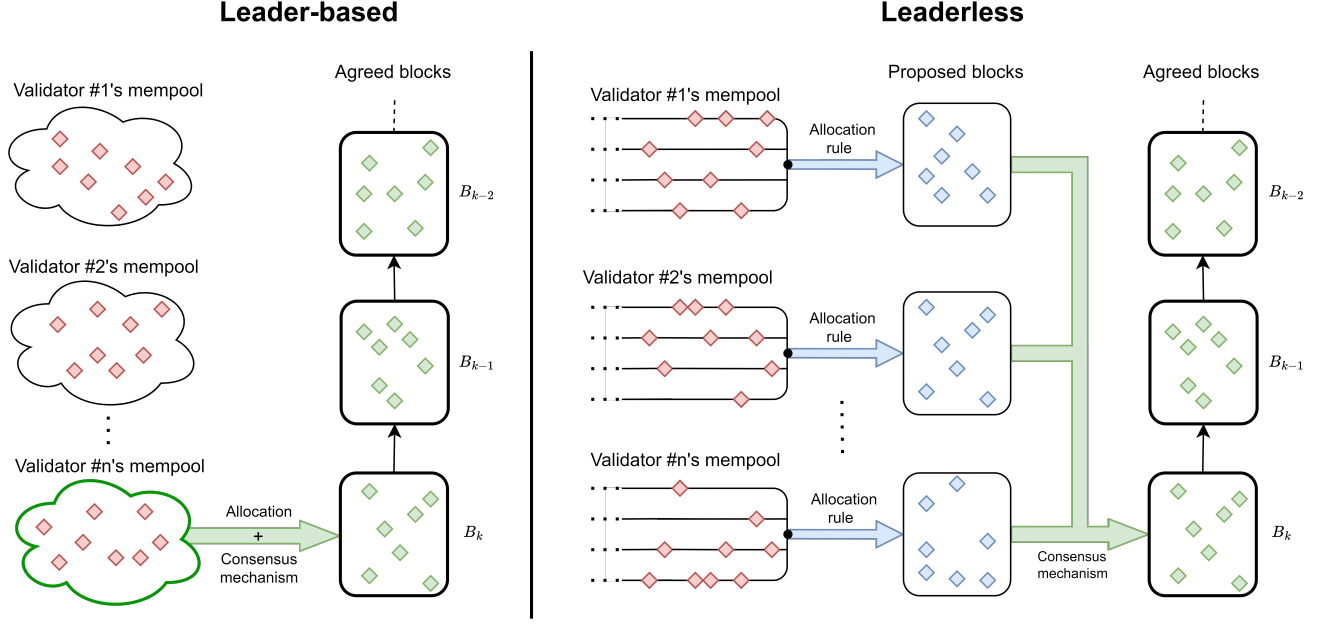 Leader-based
Agreed blocks
Validator #1's mempool
B_{k-2}
Validator #2's mempool
B_{k-1}
Validator #n's mempool
Allocation
+
Consensus
mechanism
B_k
Leaderless
Proposed blocks
Agreed blocks
Validator #1's mempool
Allocation
rule
B_{k-2}
Validator #2's mempool
Allocation
rule
B_{k-1}
Validator #n's mempool
Allocation
rule
Consensus
mechanism
B_k